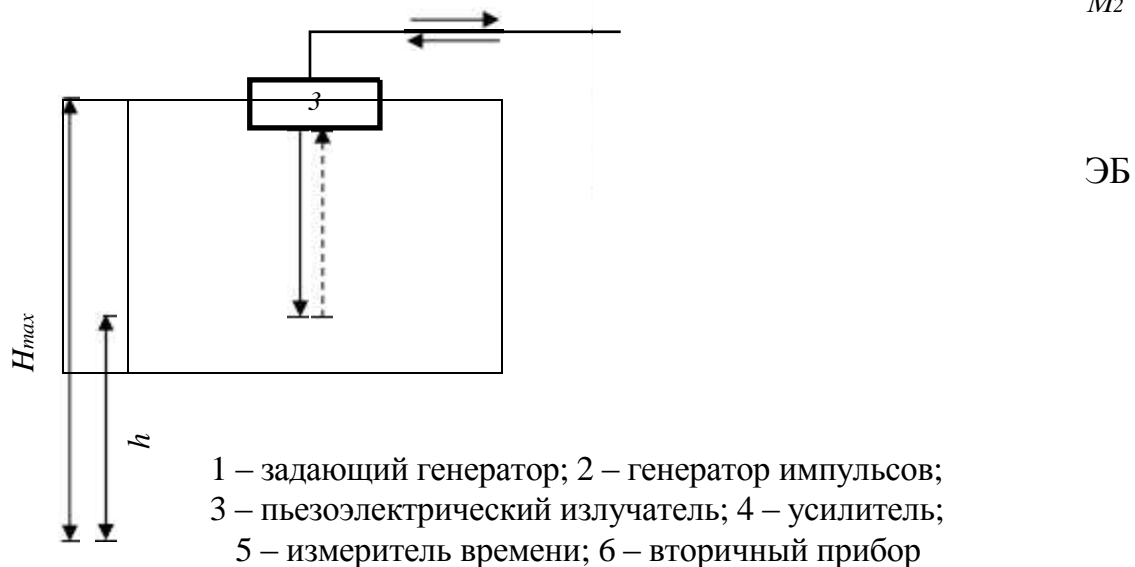 M2
3
ЭБ
Hmax
h
1 – задающий генератор; 2 – генератор импульсов;
3 – пьезоэлектрический излучатель; 4 – усилитель;
5 – измеритель времени; 6 – вторичный прибор